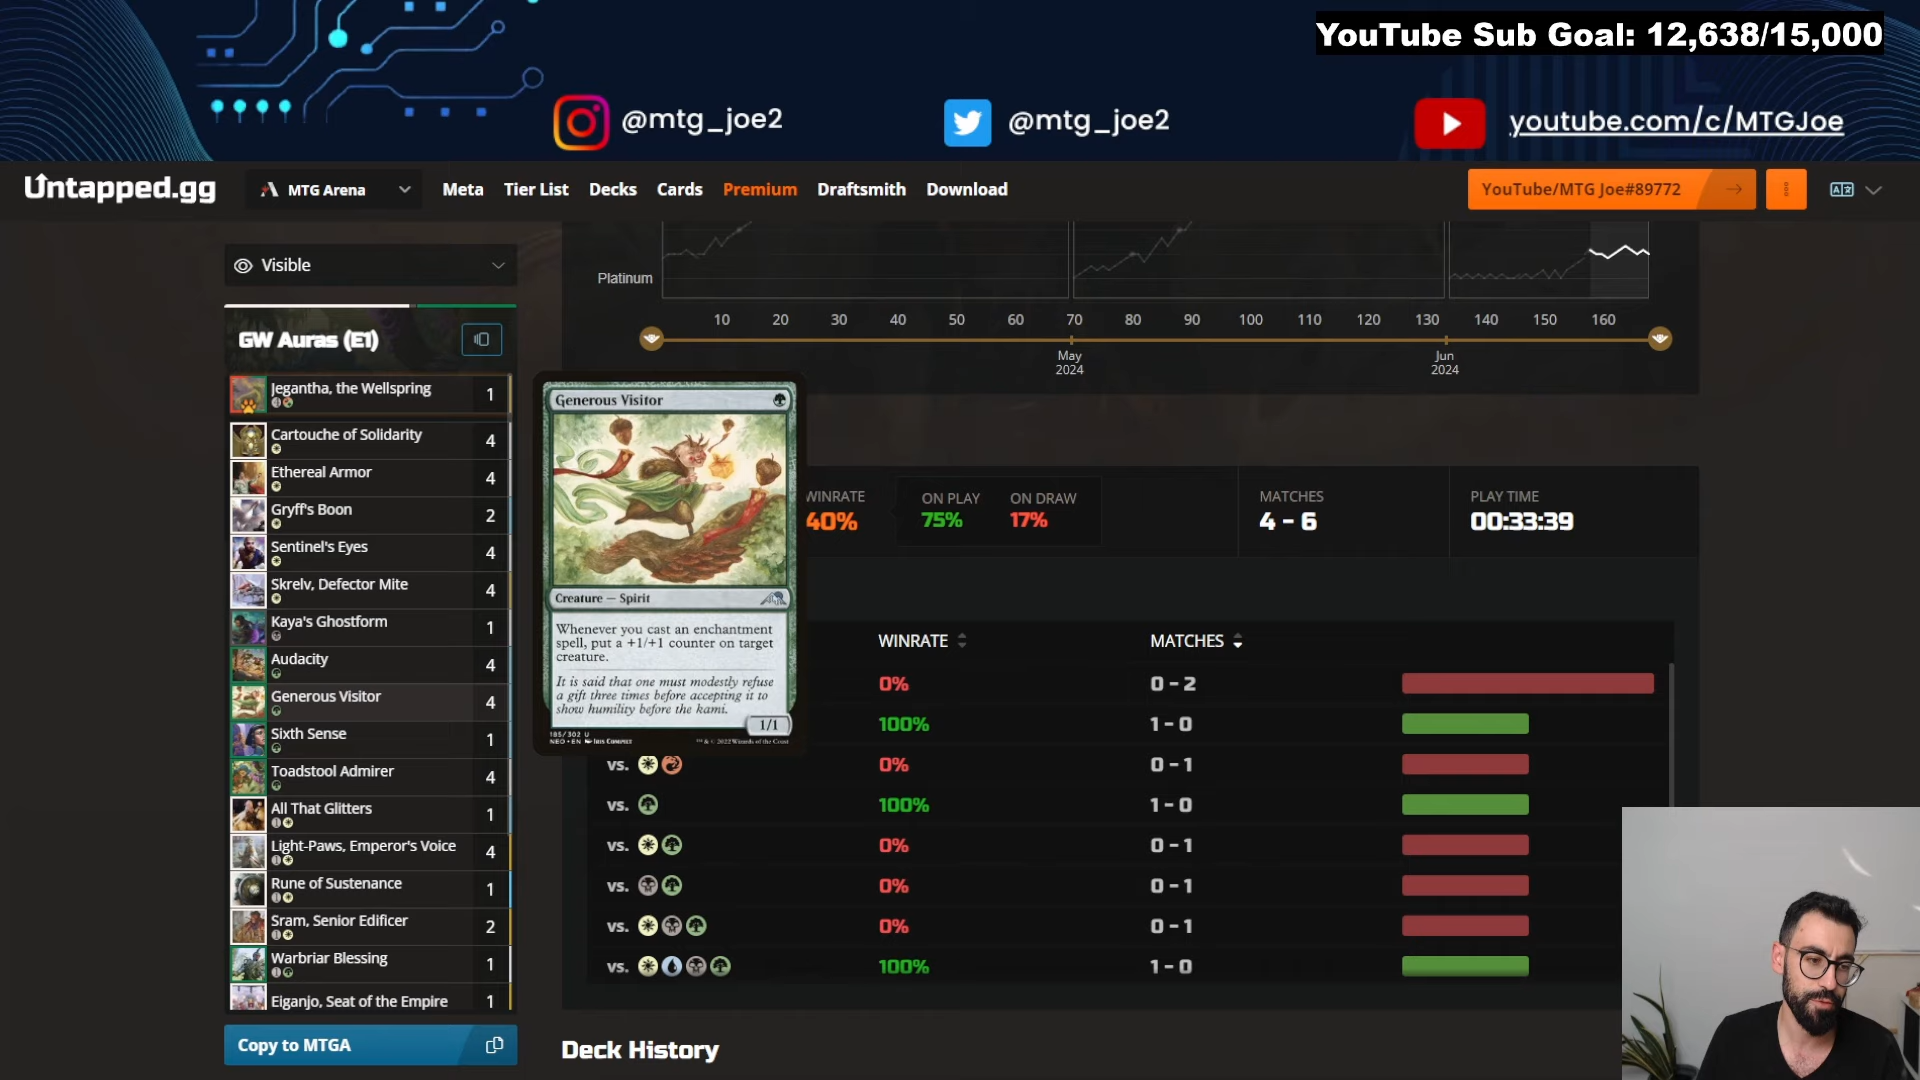 YouTube Sub Goal: 12,638/15,000
@mtg_joe2
@mtg_joe2
youtube.com/c/MTGJoe
Untapped.gg
MTG Arena
Meta
Tier List
Decks
Cards
Premium
Draftsmith
Download
YouTube/MTG Joe#89772
Visible
Platinum
10 20 30 40 50 60 70 80 90 100 110 120 130 140 150 160
May
2024
Jun
2024
GW Auras (E1)
Jegantha, the Wellspring 1
Cartouche of Solidarity 4
Ethereal Armor 4
Gryff's Boon 2
Sentinel's Eyes 4
Skrelv, Defector Mite 4
Kaya's Ghostform 1
Audacity 4
Generous Visitor 4
Sixth Sense 1
Toadstool Admirer 4
All That Glitters 1
Light-Paws, Emperor's Voice 4
Rune of Sustenance 1
Sram, Senior Edificer 2
Warbriar Blessing 1
Eiganjo, Seat of the Empire 1
Copy to MTGA
Generous Visitor
Creature — Spirit
Whenever you cast an enchantment
spell, put a +1/+1 counter on target
creature.
It is said that one must modestly refuse
a gift three times before accepting it to
show humility before the kami.
1/1
185/302 U
NEO • EN
WINRATE
40%
ON PLAY
75%
ON DRAW
17%
MATCHES
4 - 6
PLAY TIME
00:33:39
WINRATE MATCHES
0% 0 - 2
100% 1 - 0
vs. 0% 0 - 1
vs. 100% 1 - 0
vs. 0% 0 - 1
vs. 0% 0 - 1
vs. 0% 0 - 1
vs. 100% 1 - 0
Deck History